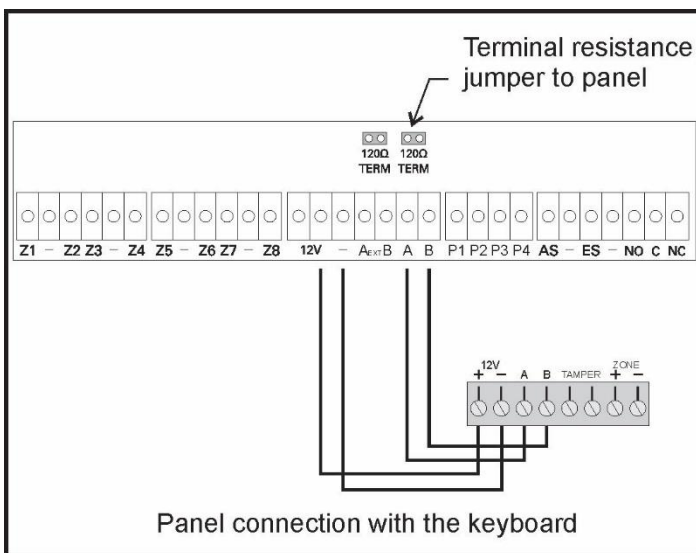 Terminal resistance
jumper to panel
120Ω 120Ω
TERM TERM
Z1 - Z2 Z3 - Z4 Z5 - Z6 Z7 - Z8 12V - AEXTB A B P1 P2 P3 P4 AS - ES - NO C NC
12V ZONE
+ - A B TAMPER + -
Panel connection with the keyboard